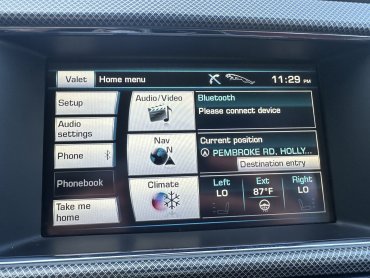 Valet Home menu 11:29 PM
Setup
Audio settings
Phone
Phonebook
Take me home
Audio/Video
Nav
N
Climate
Bluetooth
Please connect device
Current position
PEMBROKE RD, HOLLY...
Destination entry
Left Ext Right
LO 87°F LO